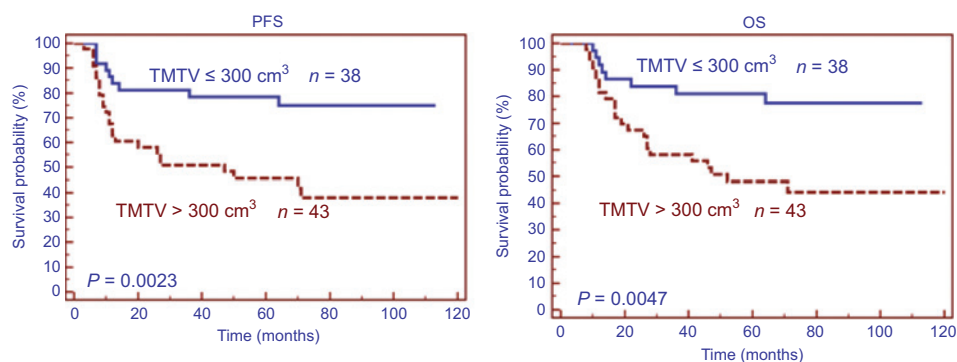 PFS
Survival probability (%)
100
90
80
70
60
50
40
30
20
10
0
TMTV ≤ 300 cm³ n = 38
TMTV > 300 cm³ n = 43
P = 0.0023
0 20 40 60 80 100 120
Time (months)
OS
Survival probability (%)
100
90
80
70
60
50
40
30
20
10
0
TMTV ≤ 300 cm³ n = 38
TMTV > 300 cm³ n = 43
P = 0.0047
0 20 40 60 80 100 120
Time (months)